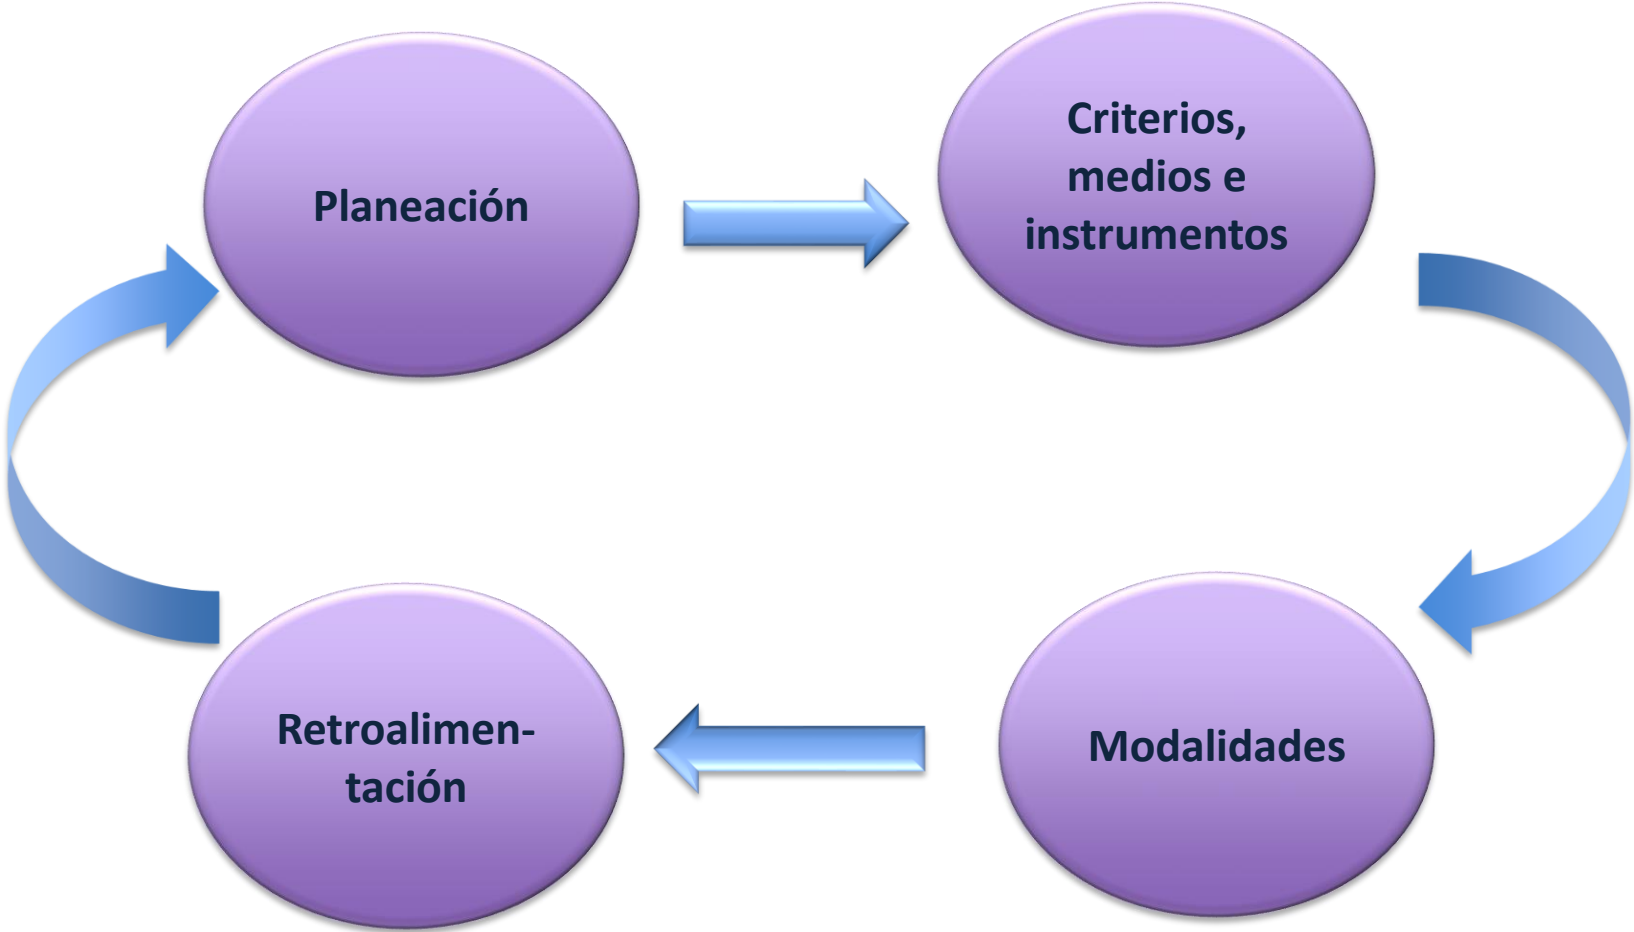 Planeación
Criterios,
medios e
instrumentos
Retroalimen-
tación
Modalidades